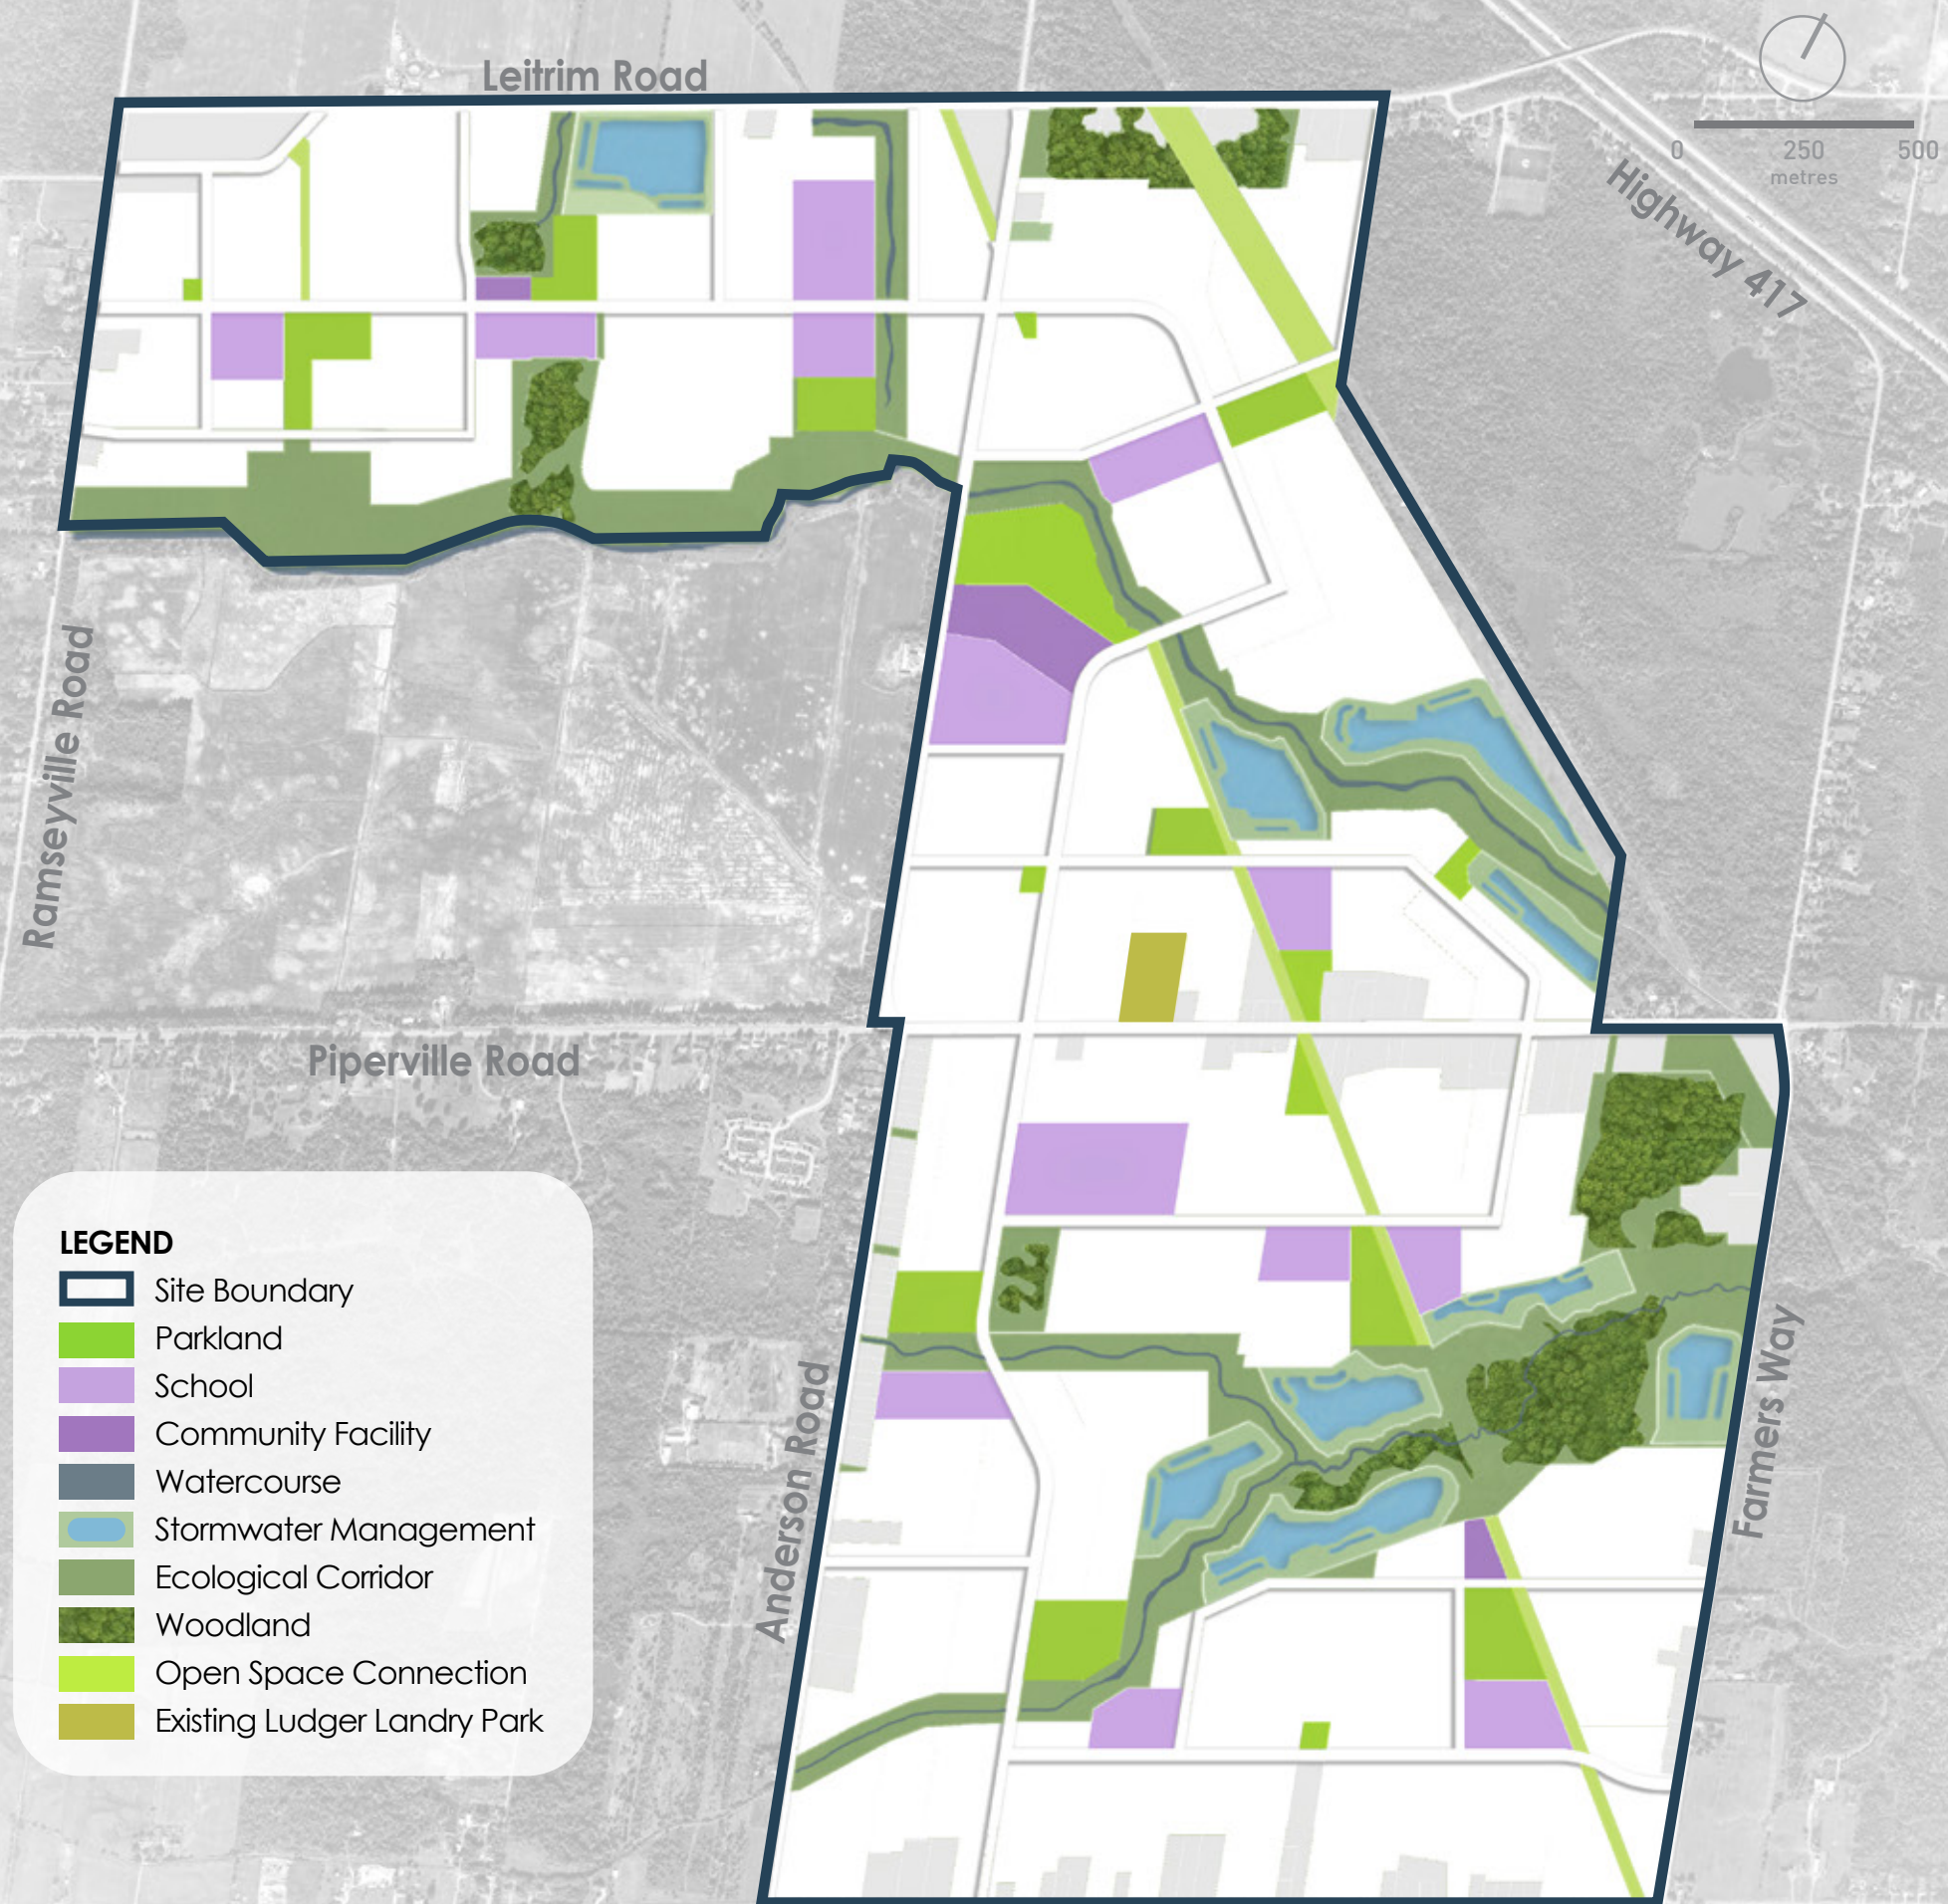 Leitrim Road
0 250 500
metres
Highway 417
Ramseyville Road
Piperville Road
LEGEND
Site Boundary
Parkland
School
Community Facility
Watercourse
Stormwater Management
Ecological Corridor
Woodland
Open Space Connection
Existing Ludger Landry Park
Anderson Road
Farmers Way